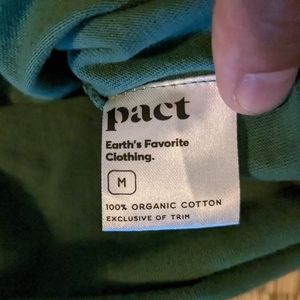 pact
Earth's Favorite
Clothing.
M
100% ORGANIC COTTON
EXCLUSIVE OF TRIM